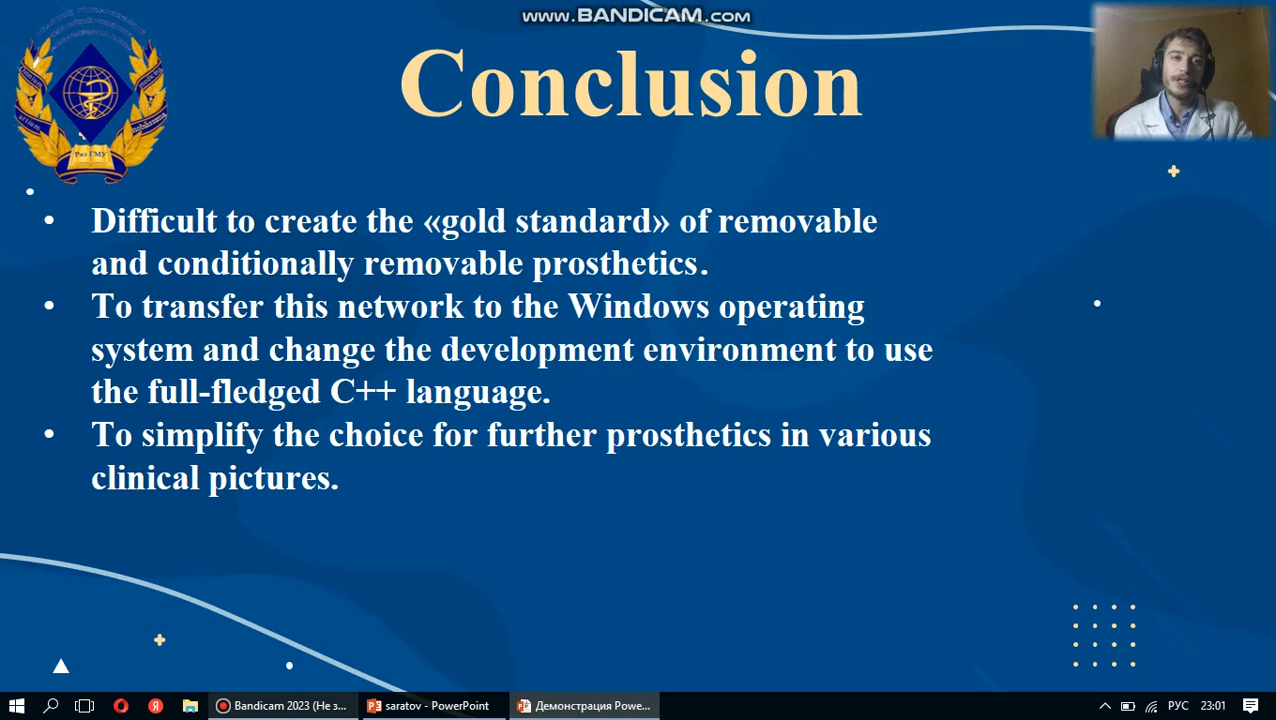 WWW.BANDICAM.COM
Conclusion
Ряз ГМУ
• Difficult to create the «gold standard» of removable
and conditionally removable prosthetics.
• To transfer this network to the Windows operating
system and change the development environment to use
the full-fledged C++ language.
• To simplify the choice for further prosthetics in various
clinical pictures.
Bandicam 2023 (Не з...
saratov - PowerPoint
Демонстрация Powe...
РУС
23:01